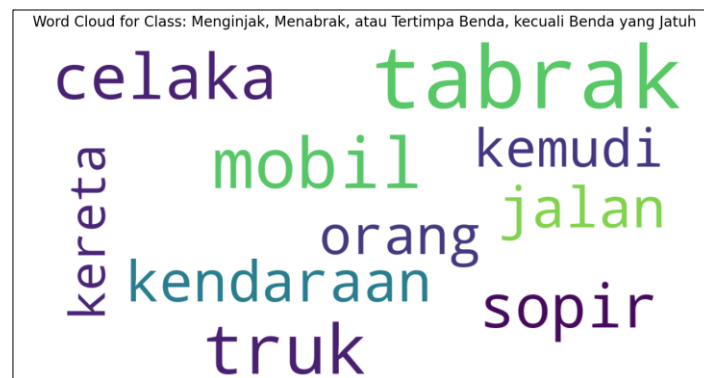 Word Cloud for Class: Menginjak, Menabrak, atau Tertimpa Benda, kecuali Benda yang Jatuh
celaka
tabrak
mobil
kemudi
kereta
jalan
orang
kendaraan
sopir
truk